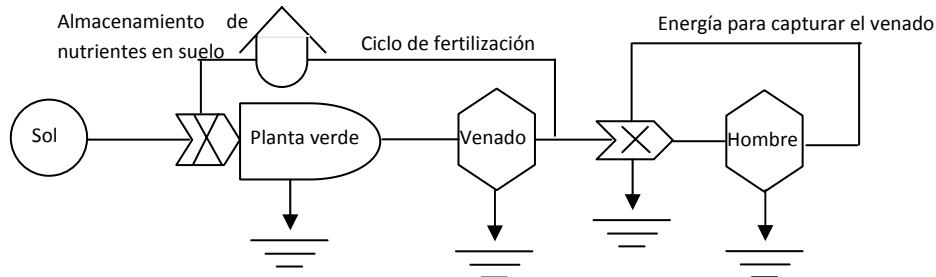 Almacenamiento de
nutrientes en suelo
Ciclo de fertilización
Energía para capturar el venado
Sol
Planta verde
Venado
Hombre